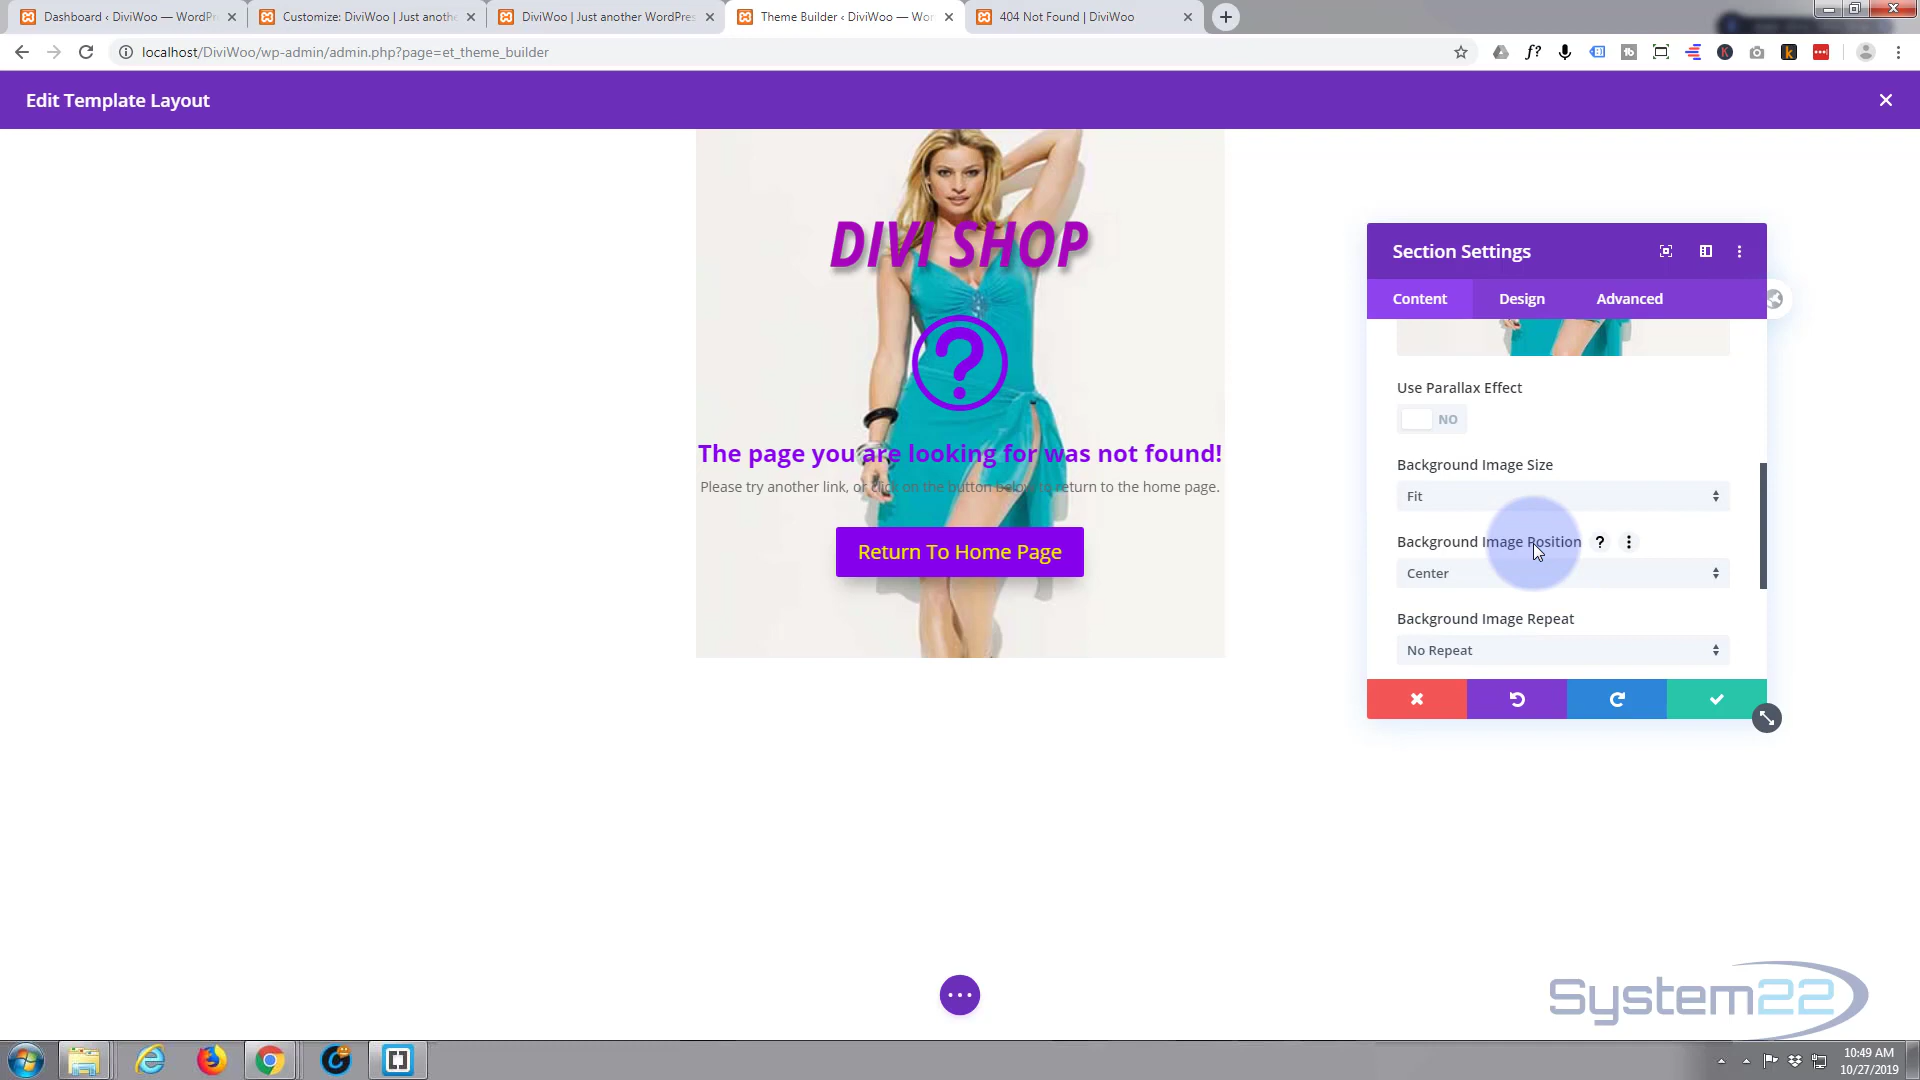 Dashboard ‹ DiviWoo — WordPr
Customize: DiviWoo | Just anothe
DiviWoo | Just another WordPres
Theme Builder ‹ DiviWoo — Wor
404 Not Found | DiviWoo
localhost/DiviWoo/wp-admin/admin.php?page=et_theme_builder
Edit Template Layout
DIVI SHOP
The page you are looking for was not found!
Please try another link, or click on the button below to return to the home page.
Return To Home Page
Section Settings
Content
Design
Advanced
Use Parallax Effect
NO
Background Image Size
Fit
Background Image Position
Center
Background Image Repeat
No Repeat
System22
10:49 AM
10/27/2019